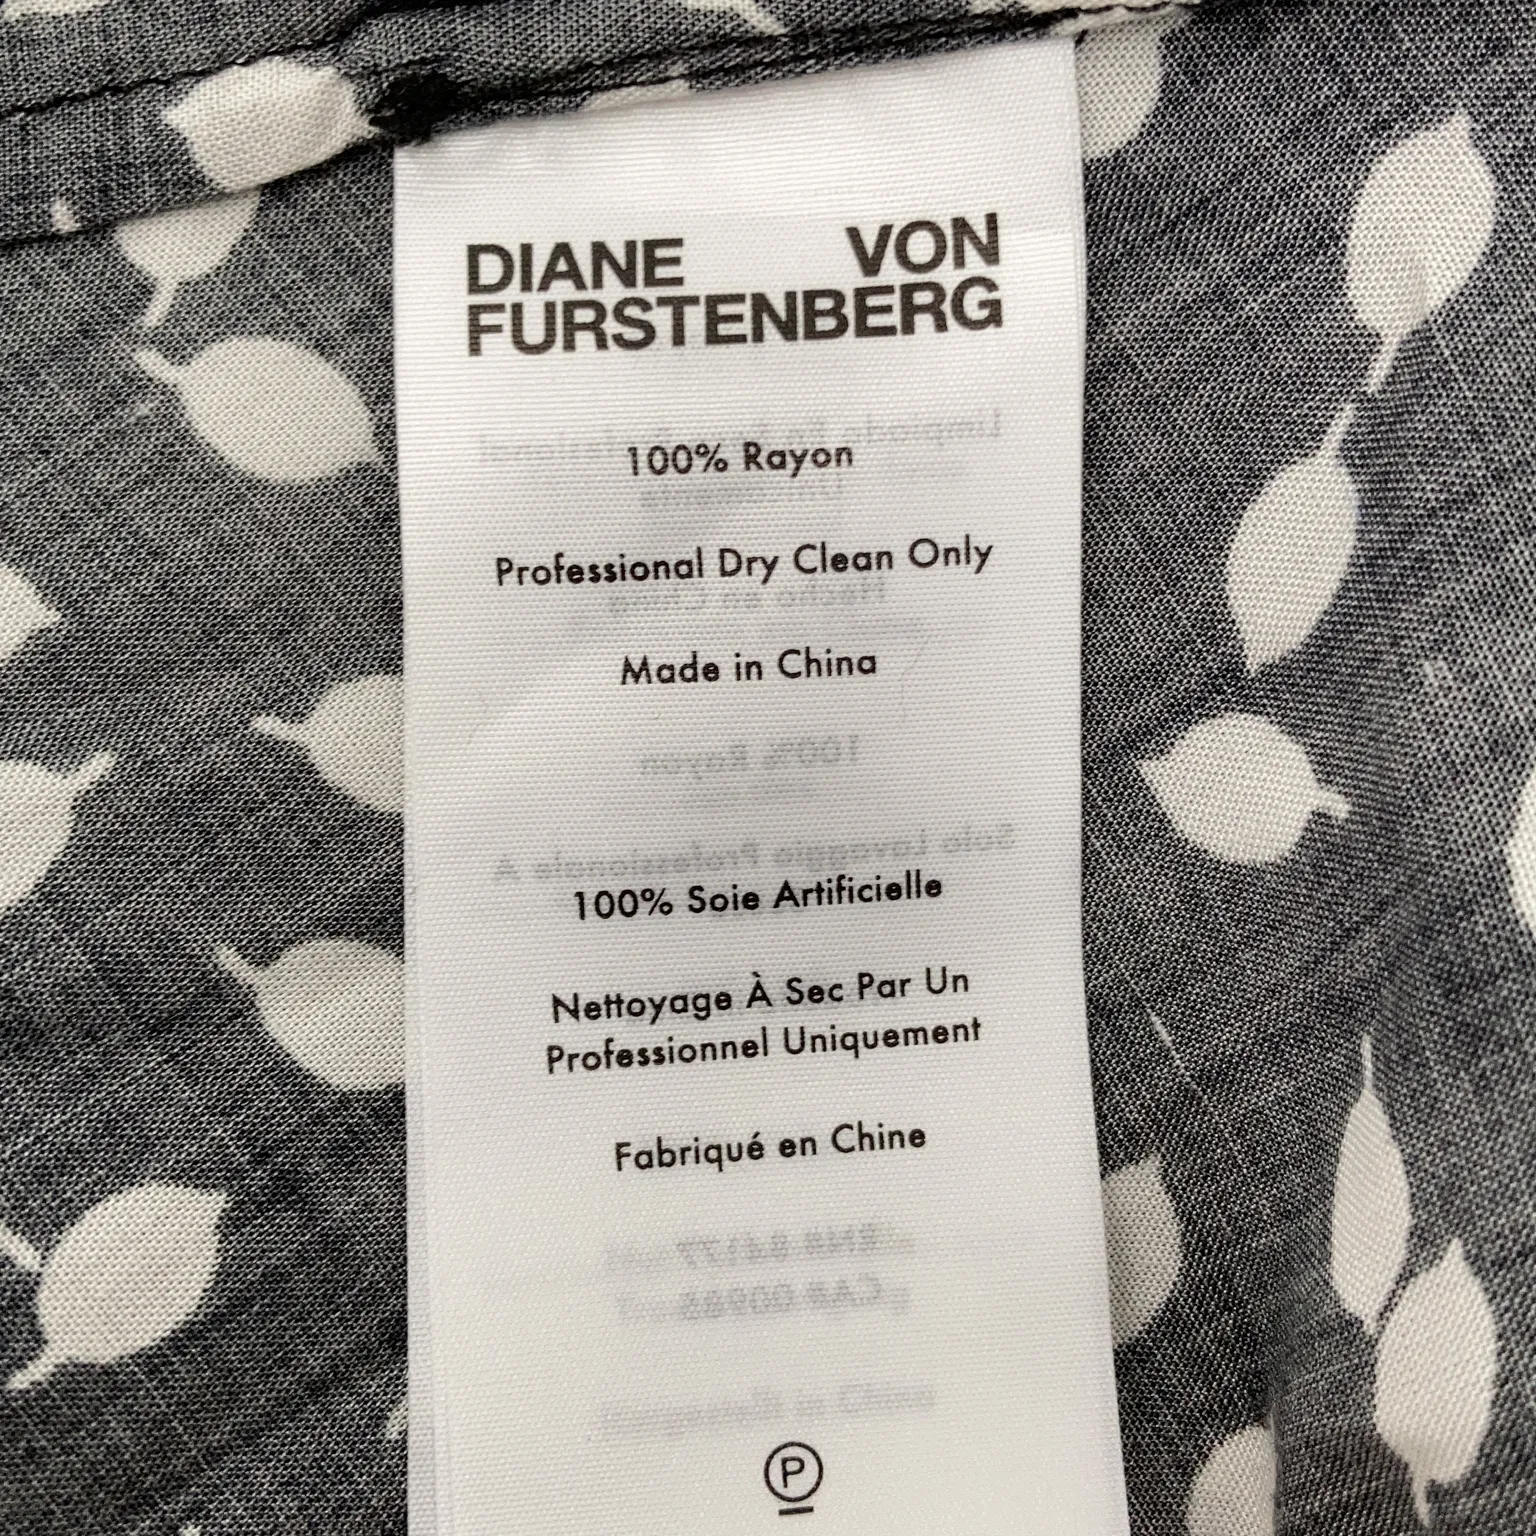 DIANE VON
FURSTENBERG
100% Rayon
Professional Dry Clean Only
Made in China
100% Soie Artificielle
Nettoyage À Sec Par Un
Professionnel Uniquement
Fabriqué en Chine
P